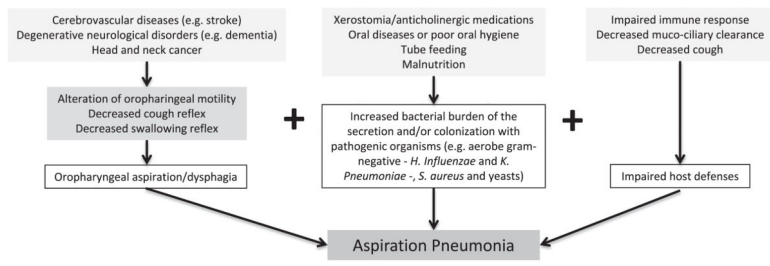 Cerebrovascular diseases (e.g. stroke)
Degenerative neurological disorders (e.g. dementia)
Head and neck cancer
Alteration of oropharingeal motility
Decreased cough reflex
Decreased swallowing reflex
Oropharyngeal aspiration/dysphagia
+
Xerostomia/anticholinergic medications
Oral diseases or poor oral hygiene
Tube feeding
Malnutrition
Increased bacterial burden of the
secretion and/or colonization with
pathogenic organisms (e.g. aerobe gram-
negative - H. Influenzae and K.
Pneumoniae -, S. aureus and yeasts)
+
Impaired immune response
Decreased muco-ciliary clearance
Decreased cough
Impaired host defenses
Aspiration Pneumonia